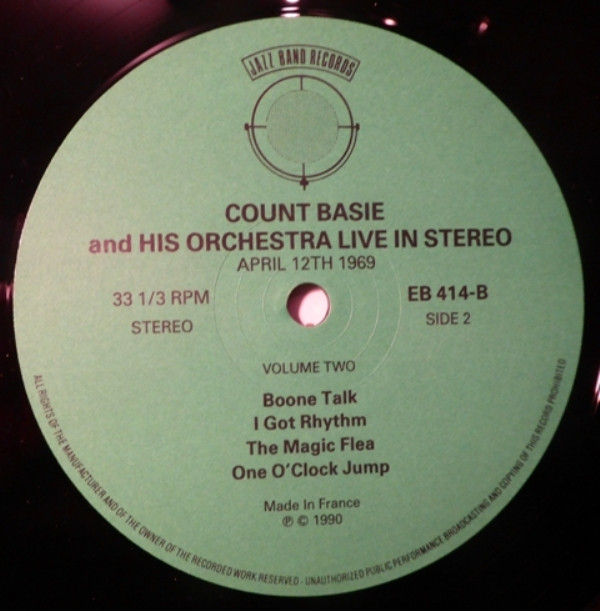 JAZZ BAND RECORDS
COUNT BASIE
and HIS ORCHESTRA LIVE IN STEREO
APRIL 12TH 1969
33 1/3 RPM
STEREO
EB 414-B
SIDE 2
VOLUME TWO
Boone Talk
I Got Rhythm
The Magic Flea
One O'Clock Jump
Made In France
℗ © 1990
ALL RIGHTS OF THE MANUFACTURER AND OF THE OWNER OF THE RECORDED WORK RESERVED - UNAUTHORIZED PUBLIC PERFORMANCE BROADCASTING AND COPYING OF THIS RECORD PROHIBITED